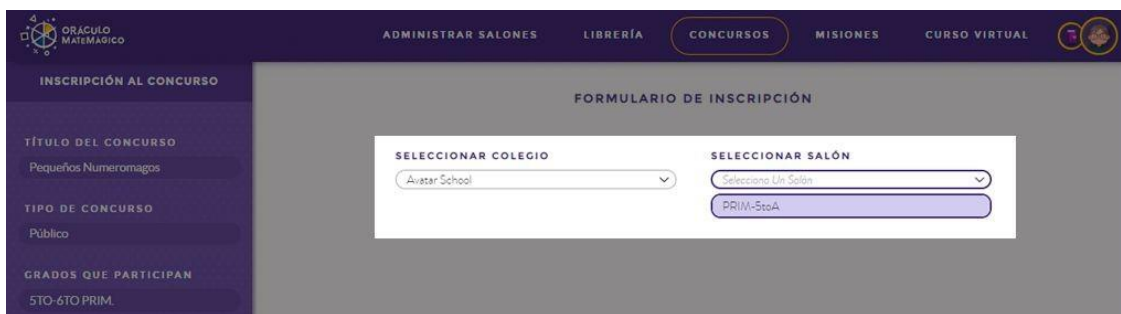 ORÁCULO
MATEMÁGICO
ADMINISTRAR SALONES
LIBRERÍA
CONCURSOS
MISIONES
CURSO VIRTUAL
INSCRIPCIÓN AL CONCURSO
TÍTULO DEL CONCURSO
Pequeños Numeromagos
TIPO DE CONCURSO
Público
GRADOS QUE PARTICIPAN
5TO-6TO PRIM.
FORMULARIO DE INSCRIPCIÓN
SELECCIONAR COLEGIO
Avatar School
SELECCIONAR SALÓN
Selecciona Un Salón
PRIM-5toA